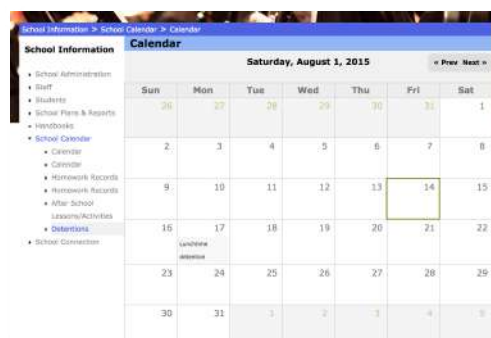 School Information > School Calendar > Calendar
School Information
• School Administration
• Staff
• Students
• School Plans & Reports
• Handbooks
• School Calendar
• Calendar
• Calendar
• Homework Records
• Homework Records
• After School
Lessons/Activities
• Detentions
• School Connection
Calendar
Saturday, August 1, 2015
« Prev Next »
Sun Mon Tue Wed Thu Fri Sat
26 27 28 29 30 31 1
2 3 4 5 6 7 8
9 10 11 12 13 14 15
16 17 18 19 20 21 22
Lunchtime
detention
23 24 25 26 27 28 29
30 31 1 2 3 4 5